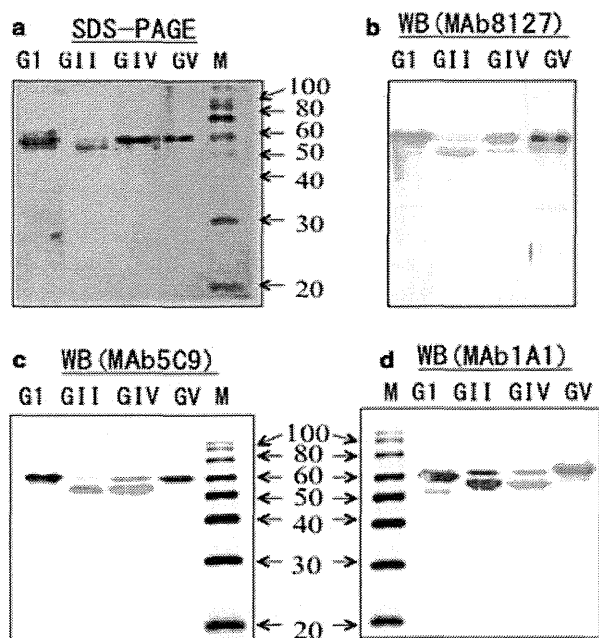 a SDS-PAGE
G1 GII GIV GV M
100
80
60
50
40
30
20
b WB(MAb8127)
G1 GII GIV GV
c WB(MAb5C9)
G1 GII GIV GV M
100
80
60
50
40
30
20
d WB(MAb1A1)
M G1 GII GIV GV